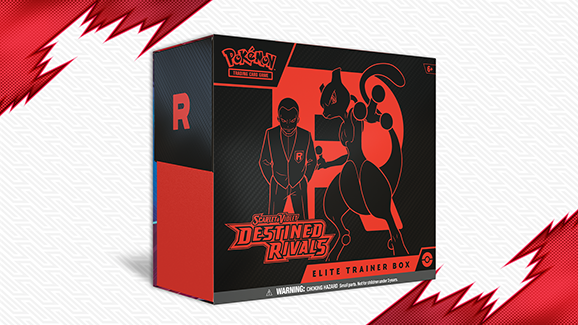 POKéMON
TRADING CARD GAME
6+
R
R
SCARLET & VIOLET
DESTINED
RIVALS
ELITE TRAINER BOX
WARNING: CHOKING HAZARD Small parts. Not for children under 3 years.